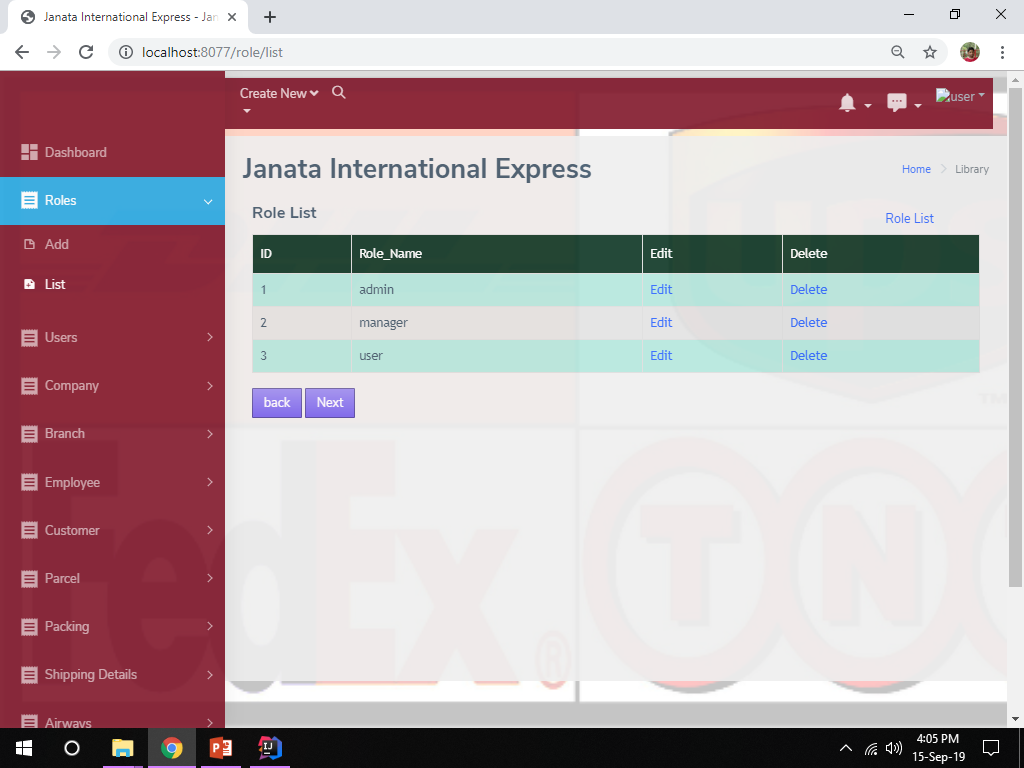 Janata International Express - Jan
localhost:8077/role/list
Create New
user
Dashboard
Roles
Add
List
Users
Company
Branch
Employee
Customer
Parcel
Packing
Shipping Details
Airways
Janata International Express
Home
Library
Role List
Role List
ID Role_Name Edit Delete
1 admin Edit Delete
2 manager Edit Delete
3 user Edit Delete
back Next
TM
FedEx ®
TN
4:05 PM
15-Sep-19